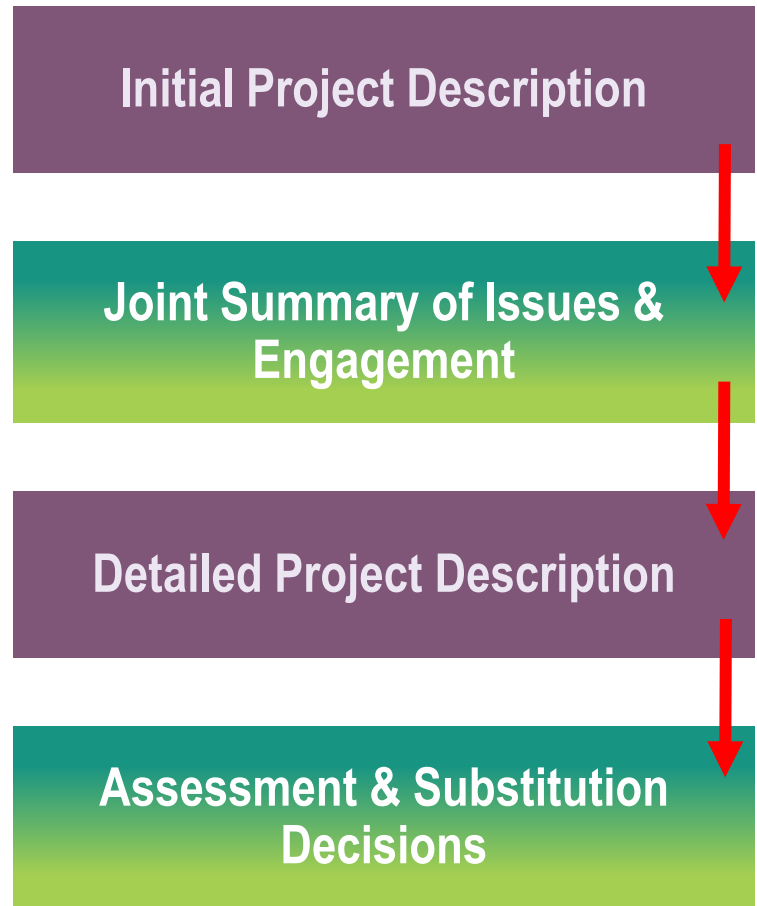 Initial Project Description
Joint Summary of Issues &
Engagement
Detailed Project Description
Assessment & Substitution
Decisions